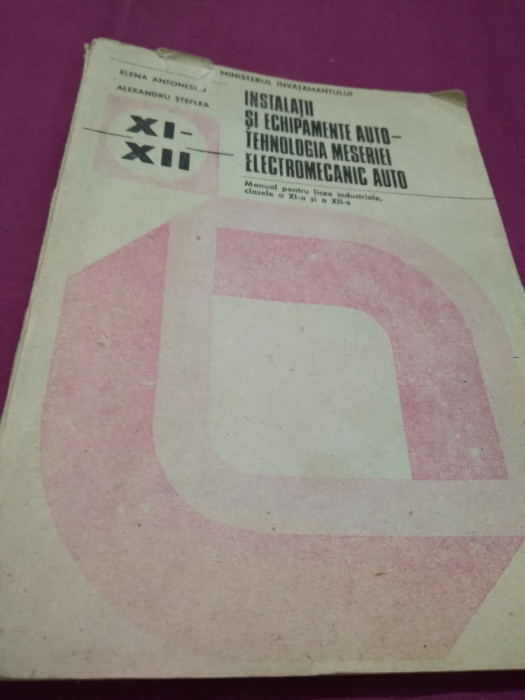 MINISTERUL INVĂȚAMANTULUI
ELENA ANTONESCU
ALEXANDRU ȘTEFLEA
XI-
XII
INSTALAȚII
ȘI ECHIPAMENTE AUTO-
TEHNOLOGIA MESERIEI
ELECTROMECANIC AUTO
Manual pentru licee industriale,
clasele a XI-a și a XII-a